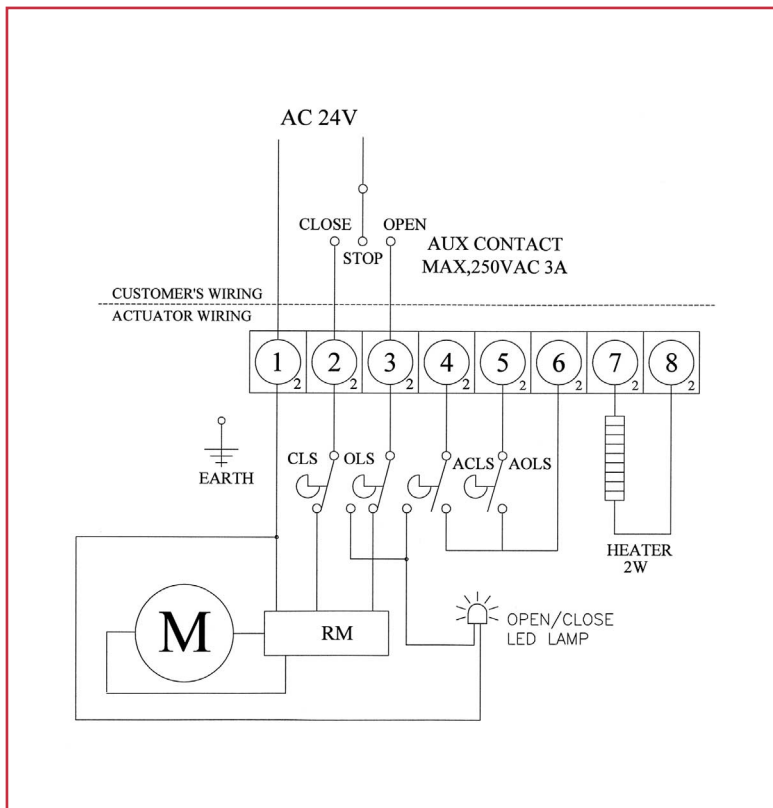 AC 24V
CLOSE
OPEN
STOP
AUX CONTACT
MAX,250VAC 3A
CUSTOMER'S WIRING
ACTUATOR WIRING
1 2 3 4 5 6 7 8
2 2 2 2 2 2 2 2
EARTH
CLS
OLS
ACLS
AOLS
HEATER
2W
M
RM
OPEN/CLOSE
LED LAMP